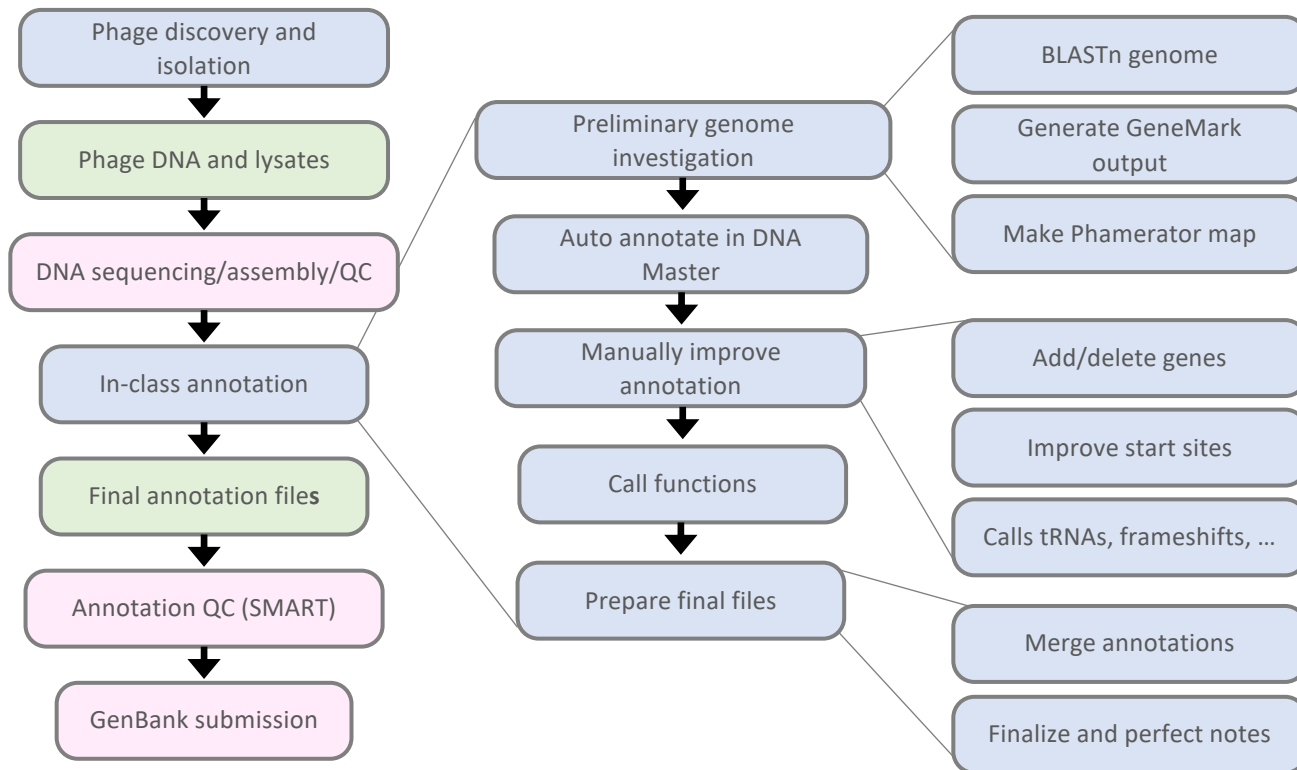 Phage discovery and
isolation
Phage DNA and lysates
DNA sequencing/assembly/QC
In-class annotation
Final annotation files
Annotation QC (SMART)
GenBank submission
Preliminary genome
investigation
Auto annotate in DNA
Master
Manually improve
annotation
Call functions
Prepare final files
BLASTn genome
Generate GeneMark
output
Make Phamerator map
Add/delete genes
Improve start sites
Calls tRNAs, frameshifts, ...
Merge annotations
Finalize and perfect notes